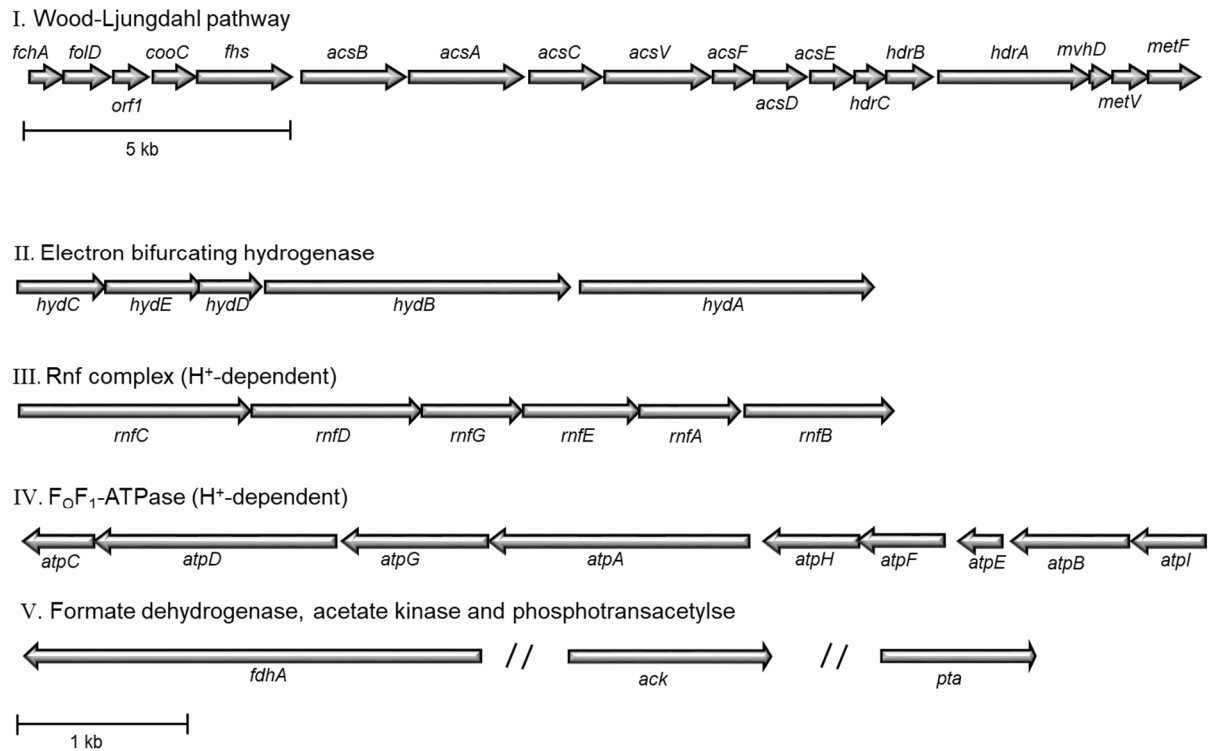 I. Wood-Ljungdahl pathway
fchA folD cooC fhs acsB acsA acsC acsV acsF acsE hdrB hdrA mvhD metF
orf1 acsD hdrC metV
5 kb
II. Electron bifurcating hydrogenase
hydC hydE hydD hydB hydA
III. Rnf complex (H⁺-dependent)
rnfC rnfD rnfG rnfE rnfA rnfB
IV. FOF1-ATPase (H⁺-dependent)
atpC atpD atpG atpA atpH atpF atpE atpB atpI
V. Formate dehydrogenase, acetate kinase and phosphotransacetylse
// //
fdhA ack pta
1 kb